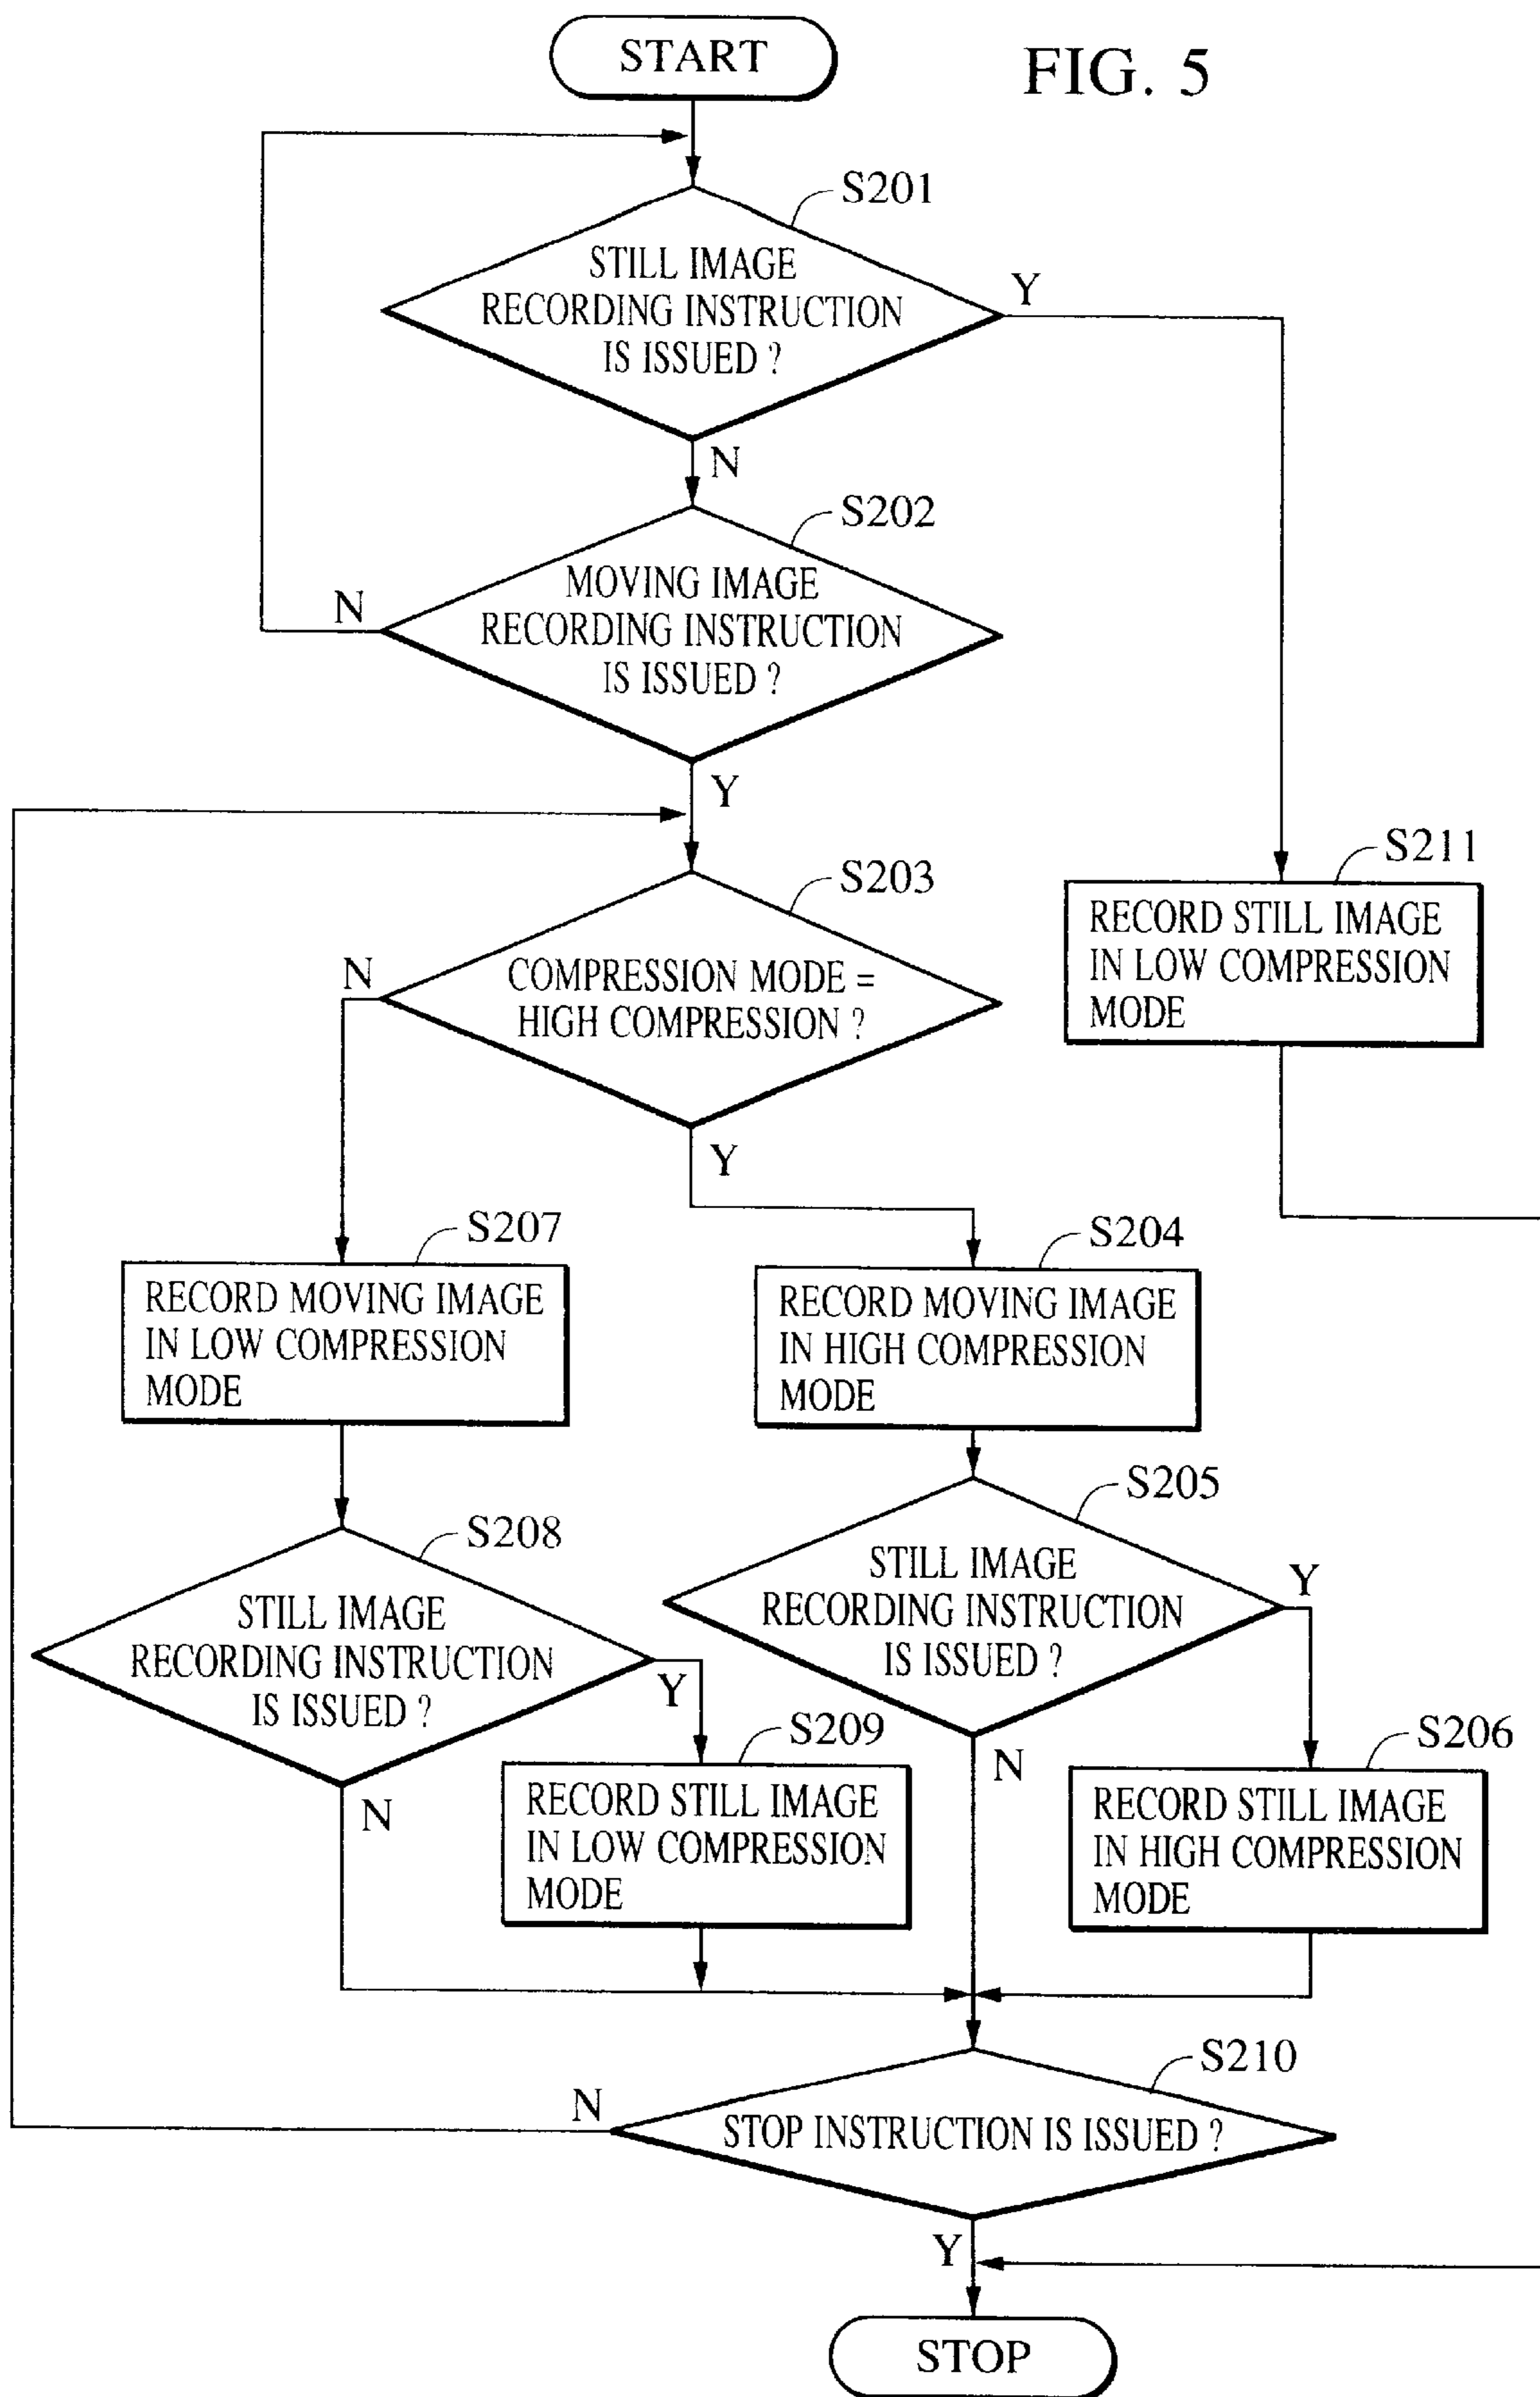 START
FIG. 5
S201
STILL IMAGE
RECORDING INSTRUCTION
IS ISSUED ?
Y
N
S202
MOVING IMAGE
RECORDING INSTRUCTION
IS ISSUED ?
N
Y
S203
COMPRESSION MODE =
HIGH COMPRESSION ?
N
Y
S211
RECORD STILL IMAGE
IN LOW COMPRESSION
MODE
S207
RECORD MOVING IMAGE
IN LOW COMPRESSION
MODE
S204
RECORD MOVING IMAGE
IN HIGH COMPRESSION
MODE
S208
STILL IMAGE
RECORDING INSTRUCTION
IS ISSUED ?
Y
N
S205
STILL IMAGE
RECORDING INSTRUCTION
IS ISSUED ?
Y
N
S209
RECORD STILL IMAGE
IN LOW COMPRESSION
MODE
S206
RECORD STILL IMAGE
IN HIGH COMPRESSION
MODE
S210
STOP INSTRUCTION IS ISSUED ?
N
Y
STOP